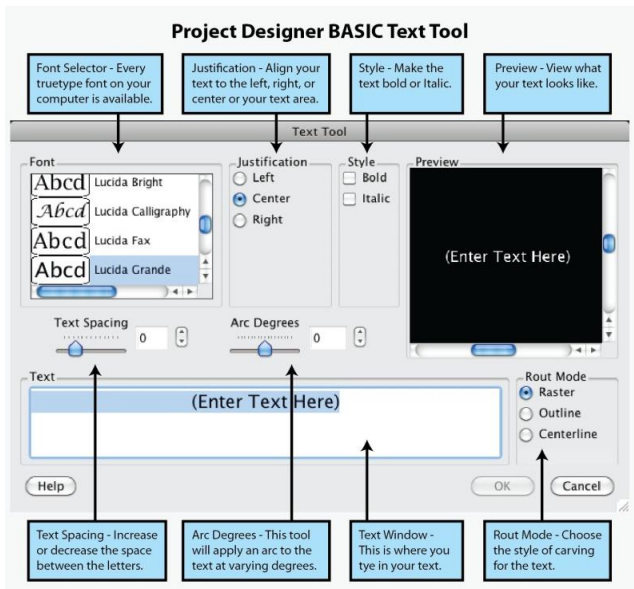 Project Designer BASIC Text Tool
Font Selector - Every
truetype font on your
computer is available.
Justification - Align your
text to the left, right, or
center or your text area.
Style - Make the
text bold or Italic.
Preview - View what
your text looks like.
Text Tool
Font
Abcd Lucida Bright
Abcd Lucida Calligraphy
Abcd Lucida Fax
Abcd Lucida Grande
Justification
Left
Center
Right
Style
Bold
Italic
Preview
(Enter Text Here)
Text Spacing
0
Arc Degrees
0
Text
(Enter Text Here)
Rout Mode
Raster
Outline
Centerline
Help
OK
Cancel
Text Spacing - Increase
or decrease the space
between the letters.
Arc Degrees - This tool
will apply an arc to the
text at varying degrees.
Text Window -
This is where you
tye in your text.
Rout Mode - Choose
the style of carving
for the text.